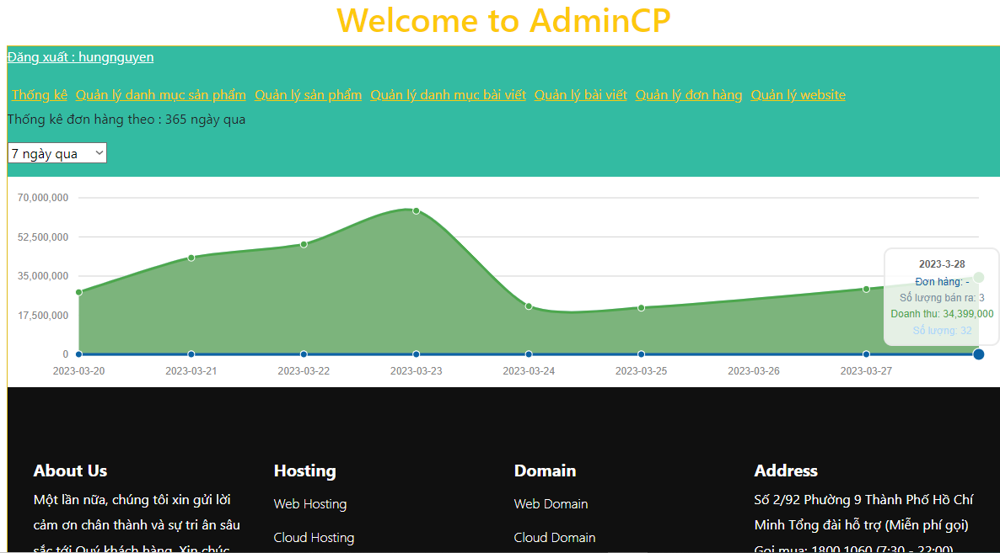 Welcome to AdminCP
Đăng xuất : hungnguyen
Thống kê Quản lý danh mục sản phẩm Quản lý sản phẩm Quản lý danh mục bài viết Quản lý bài viết Quản lý đơn hàng Quản lý website
Thống kê đơn hàng theo : 365 ngày qua
7 ngày qua
70,000,000
52,500,000
35,000,000
17,500,000
0
2023-03-20 2023-03-21 2023-03-22 2023-03-23 2023-03-24 2023-03-25 2023-03-26 2023-03-27
2023-3-28
Đơn hàng: -
Số lượng bán ra: 3
Doanh thu: 34,399,000
Số lượng: 32
About Us
Một lần nữa, chúng tôi xin gửi lời
cảm ơn chân thành và sự tri ân sâu
sắc tới Quý khách hàng. Xin chúc
Hosting
Web Hosting
Cloud Hosting
Domain
Web Domain
Cloud Domain
Address
Số 2/92 Phường 9 Thành Phố Hồ Chí
Minh Tổng đài hỗ trợ (Miễn phí gọi)
Gọi mua: 1800.1060 (7:30 - 22:00)